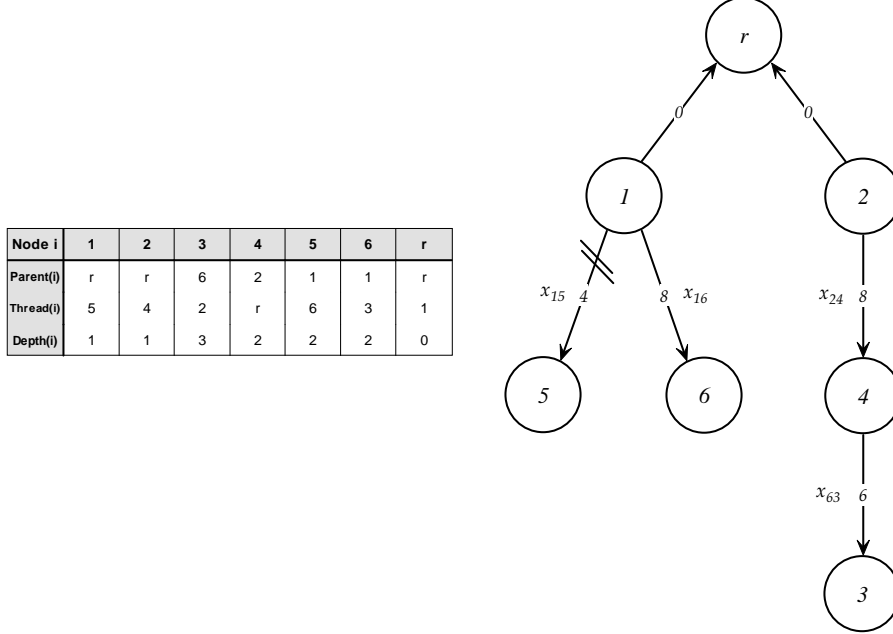 Node i 1 2 3 4 5 6 r
Parent(i) r r 6 2 1 1 r
Thread(i) 5 4 2 r 6 3 1
Depth(i) 1 1 3 2 2 2 0
r
0 0
1 2
x15 4 8 x16 x24 8
5 6 4
x63 6
3